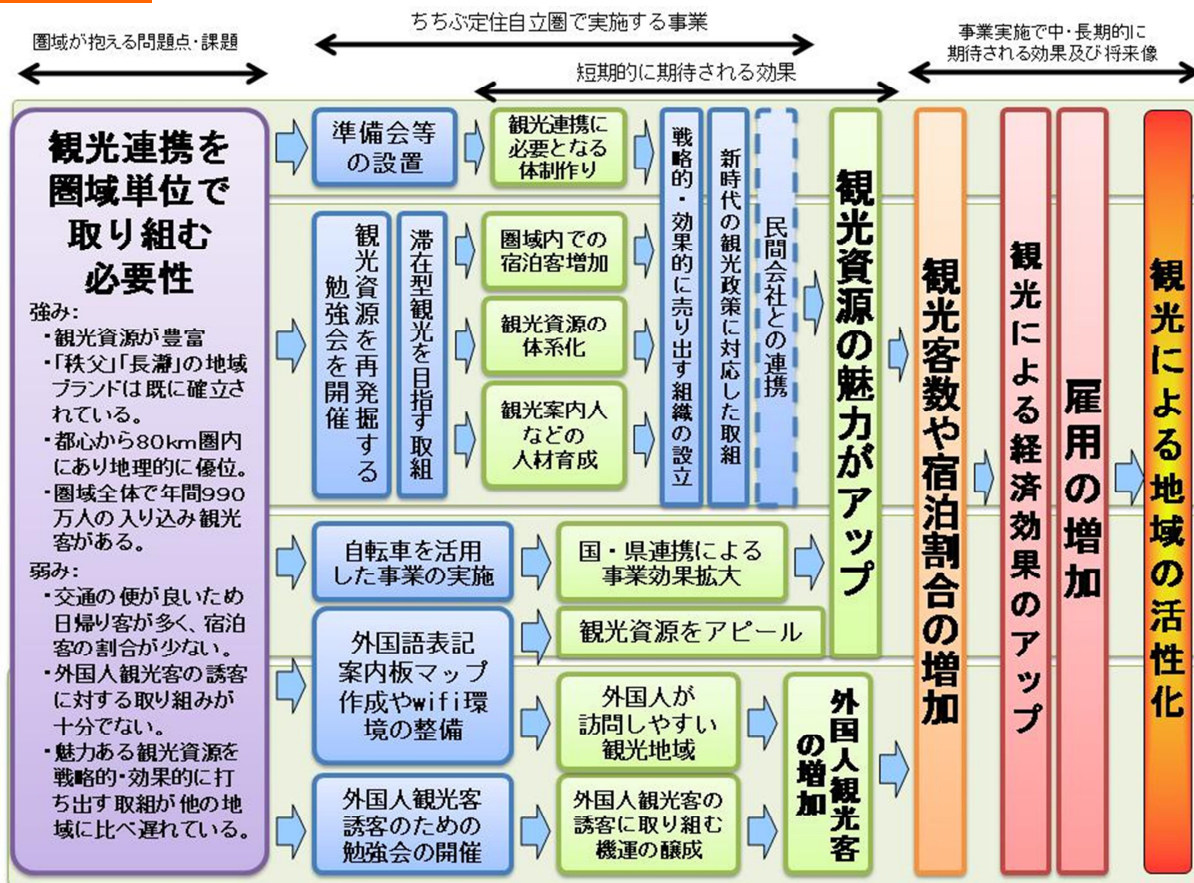 圏域が抱える問題点・課題
ちちぶ定住自立圏で実施する事業
短期的に期待される効果
事業実施で中・長期的に
期待される効果及び将来像
観光連携を
圏域単位で
取り組む
必要性
強み:
・観光資源が豊富
・「秩父」「長瀞」の地域
ブランドは既に確立さ
れている。
・都心から80km圏内
にあり地理的に優位。
・圏域全体で年間990
万人の入り込み観光
客がある。
弱み:
・交通の便が良いため
日帰り客が多く、宿泊
客の割合が少ない。
・外国人観光客の誘客
に対する取り組みが
十分でない。
・魅力ある観光資源を
戦略的・効果的に打
ち出す取組が他の地
域に比べ遅れている。
準備会等
の設置
観光連携に
必要となる
体制作り
観光資源を再発掘する
勉強会を開催
滞在型観光を目指す取組
圏域内での
宿泊客増加
観光資源の
体系化
観光案内人
などの
人材育成
戦略的・効果的に売り出す組織の設立
新時代の観光政策に対応した取組
民間会社との連携
自転車を活用
した事業の実施
国・県連携による
事業効果拡大
外国語表記
案内板マップ
作成やwifi環
境の整備
観光資源をアピール
外国人が
訪問しやすい
観光地域
外国人観光客
誘客のための
勉強会の開催
外国人観光客の
誘客に取り組む
機運の醸成
観光資源の魅力がアップ
外国人観光客
の増加
観光客数や宿泊割合の増加
観光による経済効果のアップ
雇用の増加
観光による地域の活性化